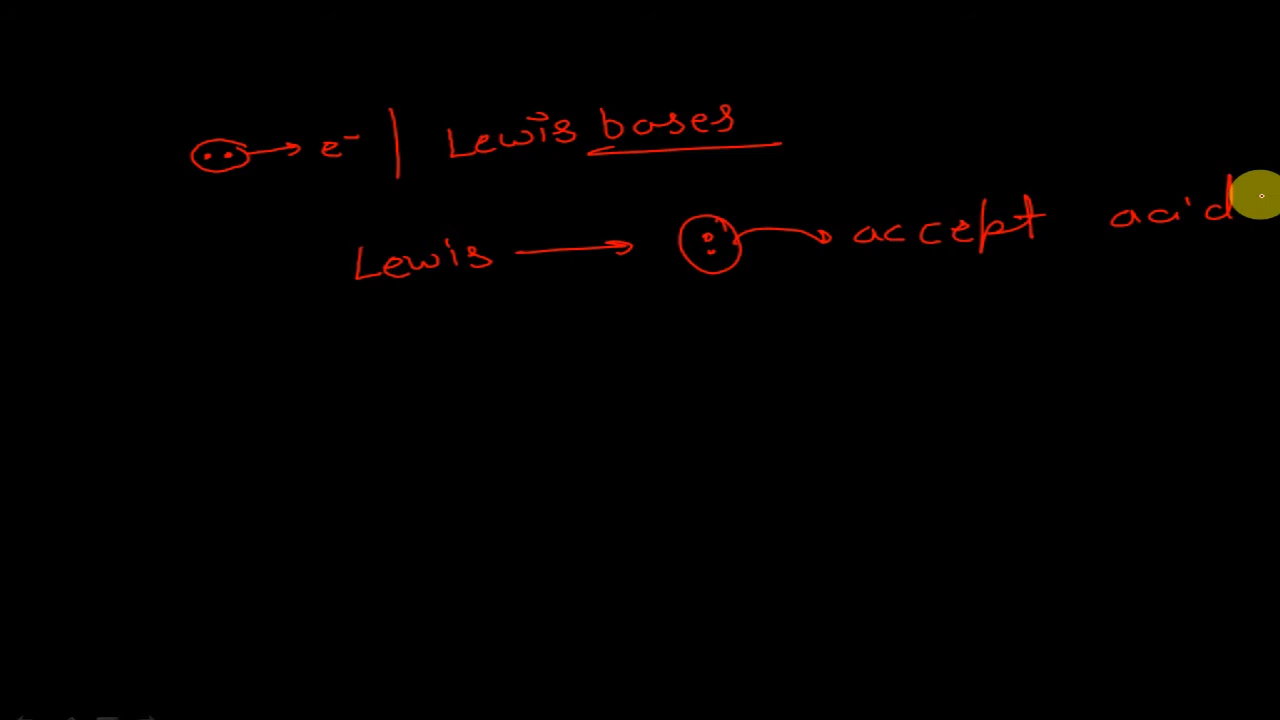 e⁻ | Lewis bases
Lewis → : → accept acid